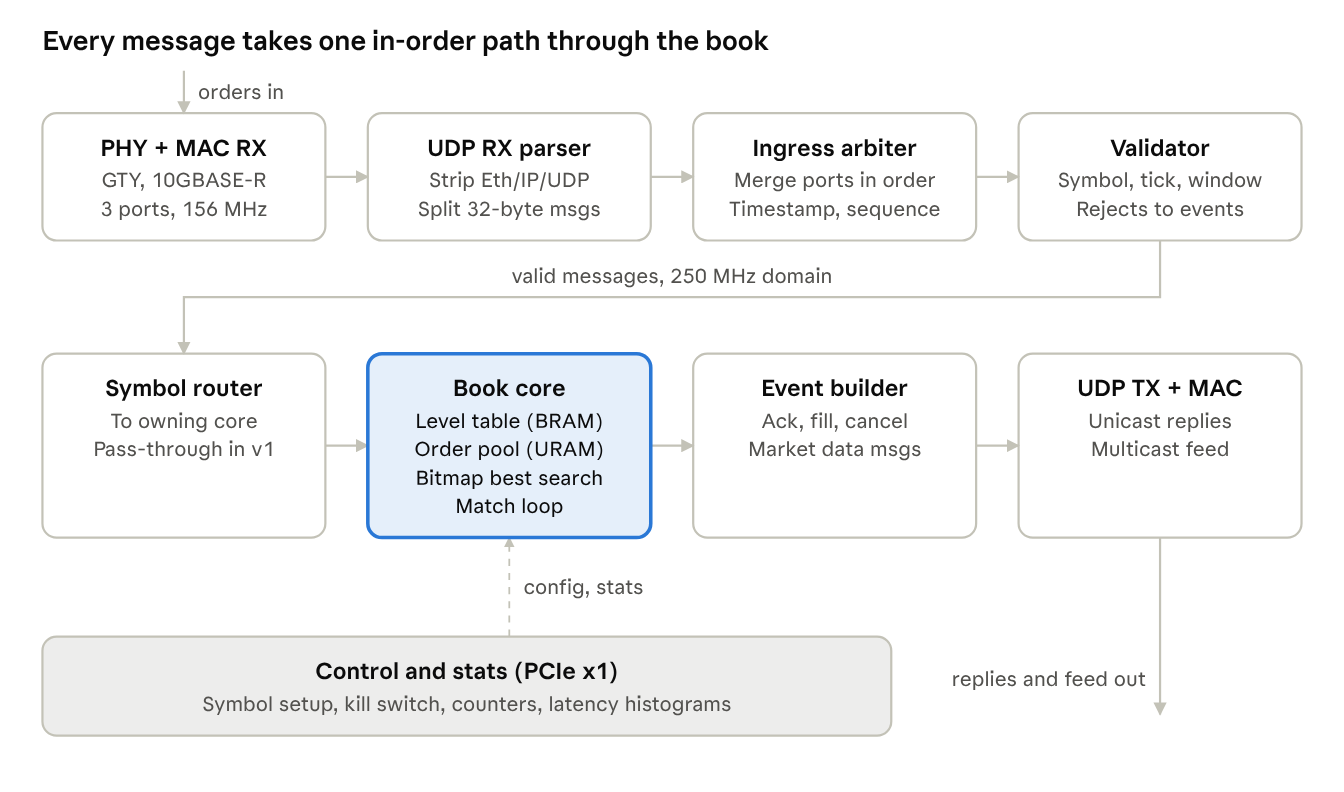 Every message takes one in-order path through the book
orders in
PHY + MAC RX
GTY, 10GBASE-R
3 ports, 156 MHz
UDP RX parser
Strip Eth/IP/UDP
Split 32-byte msgs
Ingress arbiter
Merge ports in order
Timestamp, sequence
Validator
Symbol, tick, window
Rejects to events
valid messages, 250 MHz domain
Symbol router
To owning core
Pass-through in v1
Book core
Level table (BRAM)
Order pool (URAM)
Bitmap best search
Match loop
Event builder
Ack, fill, cancel
Market data msgs
UDP TX + MAC
Unicast replies
Multicast feed
config, stats
Control and stats (PCIe x1)
Symbol setup, kill switch, counters, latency histograms
replies and feed out